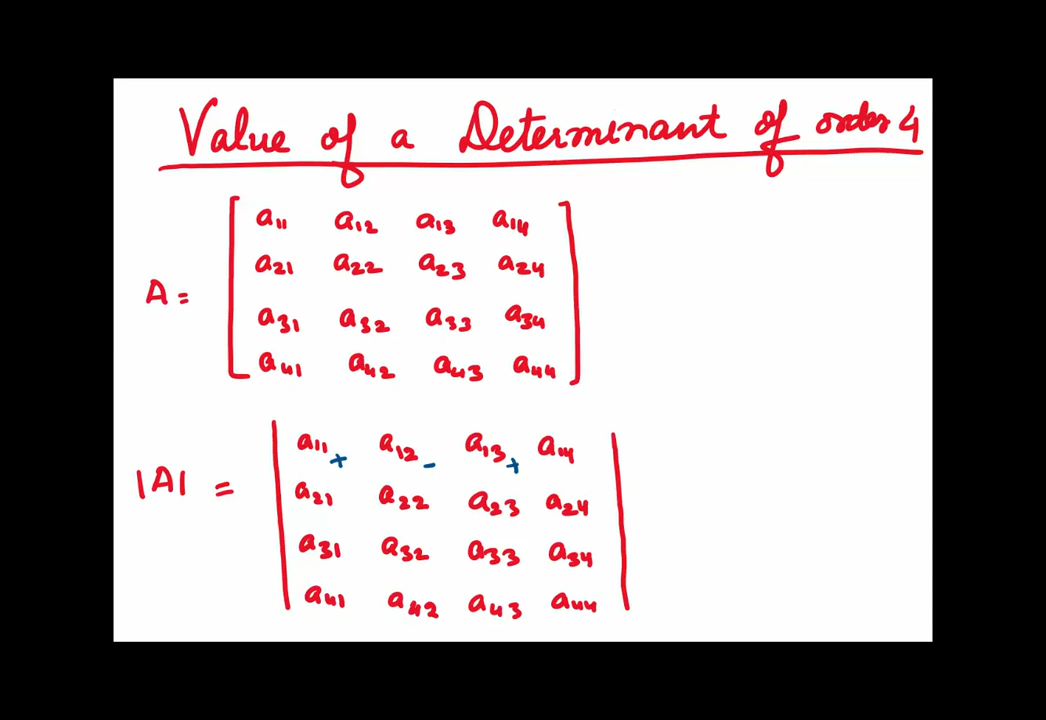 Value of a Determinant of order 4
a11 a12 a13 a14
a21 a22 a23 a24
A =
a31 a32 a33 a34
a41 a42 a43 a44
a11 + a12 - a13 + a14
|A| =
a21 a22 a23 a24
a31 a32 a33 a34
a41 a42 a43 a44